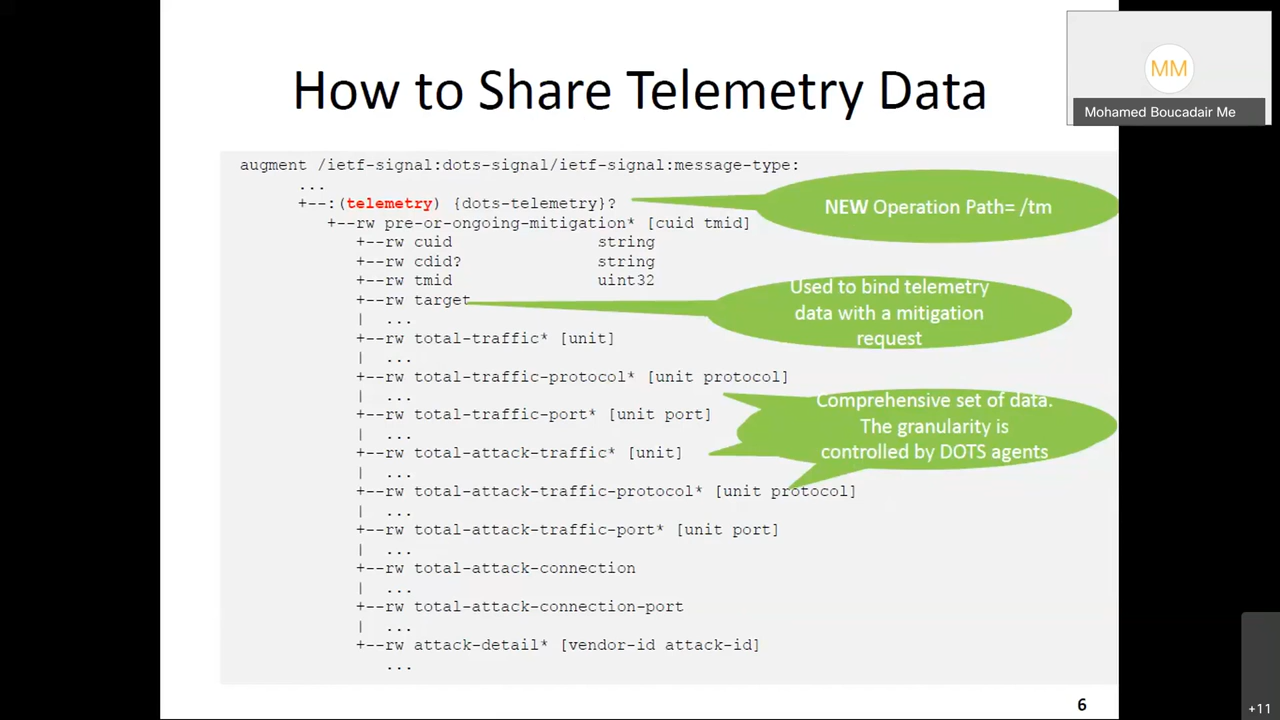 How to Share Telemetry Data
MM
Mohamed Boucadair Me
augment /ietf-signal:dots-signal/ietf-signal:message-type:
...
+--:(telemetry) {dots-telemetry}?
+--rw pre-or-ongoing-mitigation* [cuid tmid]
+--rw cuid string
+--rw cdid? string
+--rw tmid uint32
+--rw target
| ...
+--rw total-traffic* [unit]
| ...
+--rw total-traffic-protocol* [unit protocol]
| ...
+--rw total-traffic-port* [unit port]
| ...
+--rw total-attack-traffic* [unit]
| ...
+--rw total-attack-traffic-protocol* [unit protocol]
| ...
+--rw total-attack-traffic-port* [unit port]
| ...
+--rw total-attack-connection
| ...
+--rw total-attack-connection-port
| ...
+--rw attack-detail* [vendor-id attack-id]
...
NEW Operation Path= /tm
Used to bind telemetry
data with a mitigation
request
Comprehensive set of data.
The granularity is
controlled by DOTS agents
6
+11